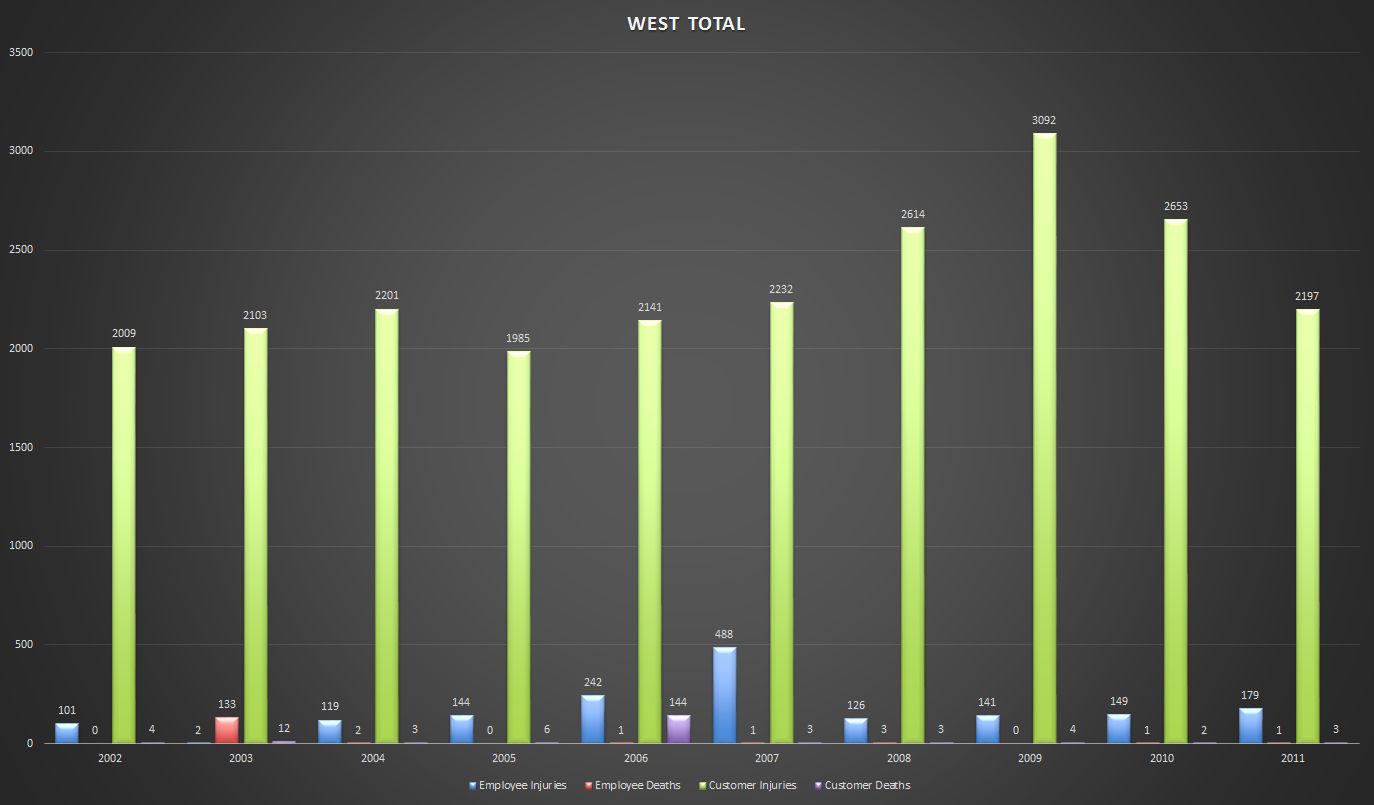 WEST TOTAL
3500
3000
2500
2000
1500
1000
500
0
101 0 2009 4
2 133 2103 12
119 2 2201 3
144 0 1985 6
242 1 2141 144
488 1 2232 3
126 3 2614 3
141 0 3092 4
149 1 2653 2
179 1 2197 3
2002 2003 2004 2005 2006 2007 2008 2009 2010 2011
Employee Injuries Employee Deaths Customer Injuries Customer Deaths